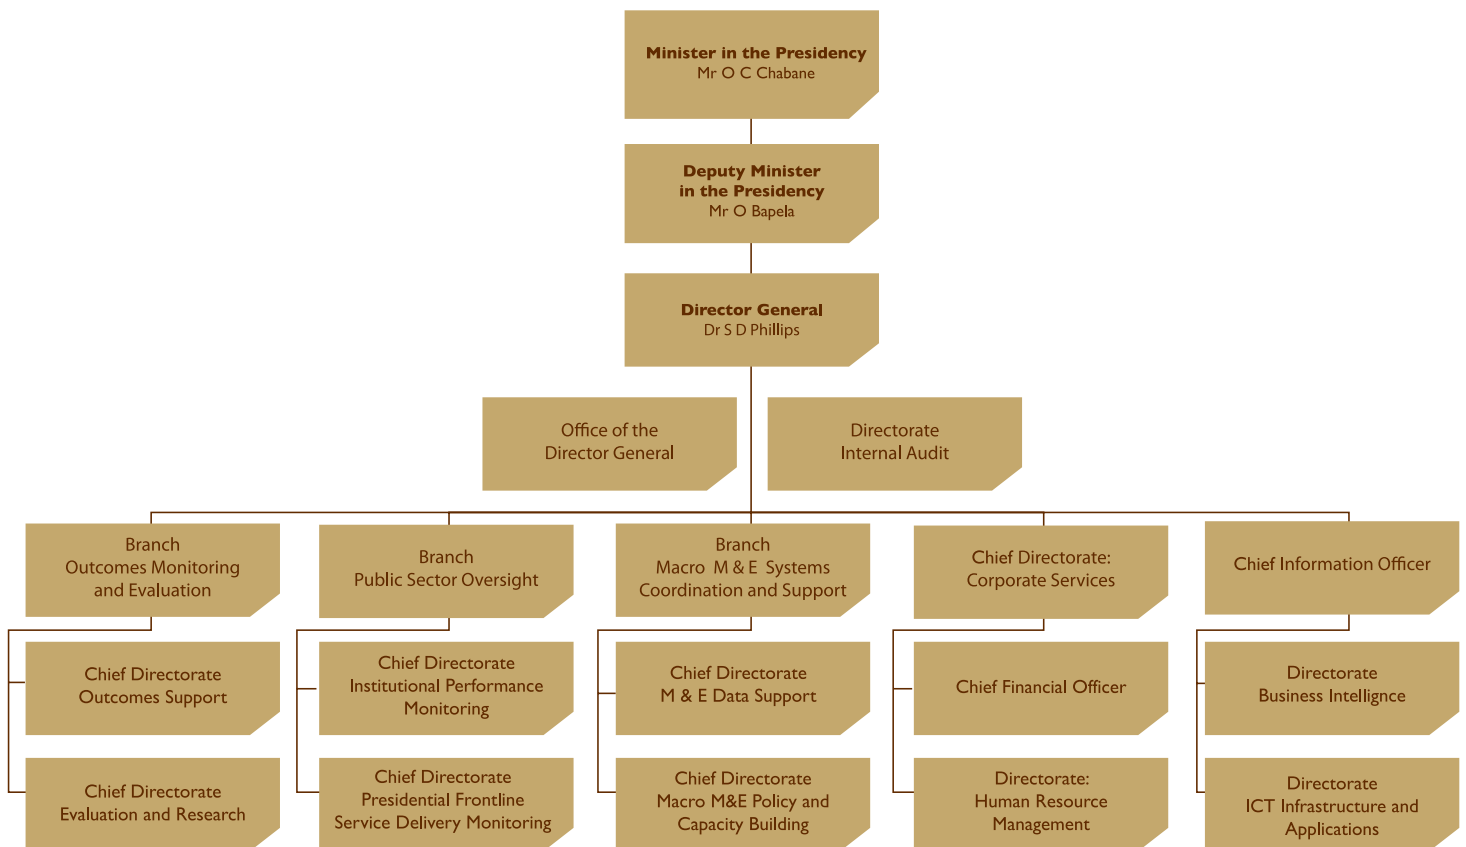 Minister in the Presidency
Mr O C Chabane
Deputy Minister
in the Presidency
Mr O Bapela
Director General
Dr S D Phillips
Office of the
Director General
Directorate
Internal Audit
Branch
Outcomes Monitoring
and Evaluation
Branch
Public Sector Oversight
Branch
Macro M & E Systems
Coordination and Support
Chief Directorate:
Corporate Services
Chief Information Officer
Chief Directorate
Outcomes Support
Chief Directorate
Institutional Performance
Monitoring
Chief Directorate
M & E Data Support
Chief Financial Officer
Directorate
Business Intellignce
Chief Directorate
Evaluation and Research
Chief Directorate
Presidential Frontline
Service Delivery Monitoring
Chief Directorate
Macro M&E Policy and
Capacity Building
Directorate:
Human Resource
Management
Directorate
ICT Infrastructure and
Applications